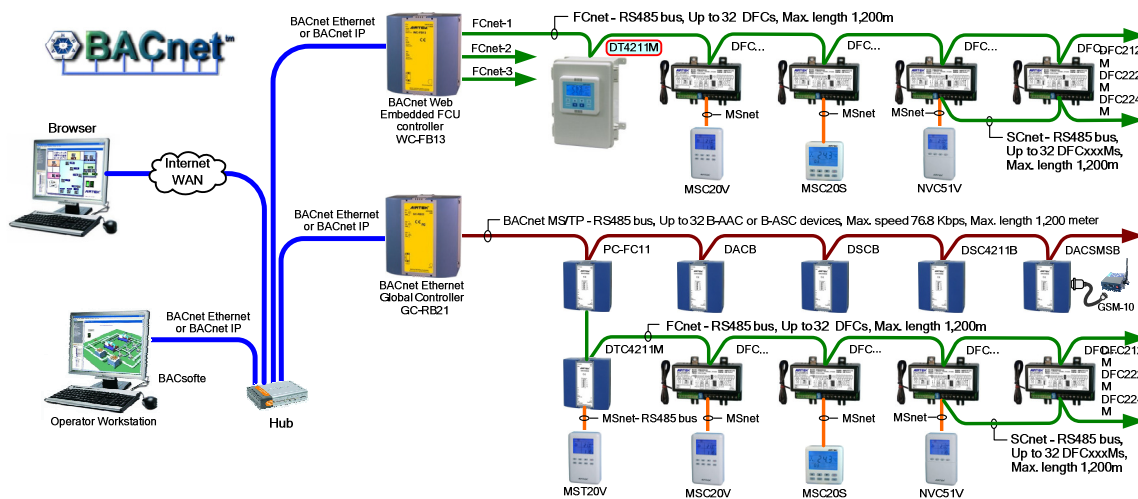 BACnet™
BACnet Ethernet
or BACnet IP
FCnet-1
FCnet-2
FCnet-3
FCnet - RS485 bus, Up to 32 DFCs, Max. length 1,200m
DT4211M
DFC...
DFC...
DFC...
DFC...
DFC212
M
DFC222
M
DFC224
M
BACnet Web
Embedded FCU
controller
WC-FB13
MSnet
MSnet
MSnet
SCnet - RS485 bus,
Up to 32 DFCxxxMs,
Max. length 1,200m
MSC20V
MSC20S
NVC51V
Browser
Internet
WAN
BACnet Ethernet
or BACnet IP
BACnet MS/TP - RS485 bus, Up to 32 B-AAC or B-ASC devices, Max. speed 76.8 Kbps, Max. length 1,200 meter
PC-FC11
DACB
DSCB
DSC4211B
DACSMSB
GSM-10
BACnet Ethernet
Global Controller
GC-RB21
BACnet Ethernet
or BACnet IP
BACsofte
Operator Workstation
Hub
FCnet - RS485 bus, Up to 32 DFCs, Max. length 1,200m
DTC4211M
DFC...
DFC...
DFC...
DFC...
DFC212
M
DFC222
M
DFC224
M
MSnet- RS485 bus
MSnet
MSnet
MSnet
SCnet - RS485 bus,
Up to 32 DFCxxxMs,
Max. length 1,200m
MST20V
MSC20V
MSC20S
NVC51V